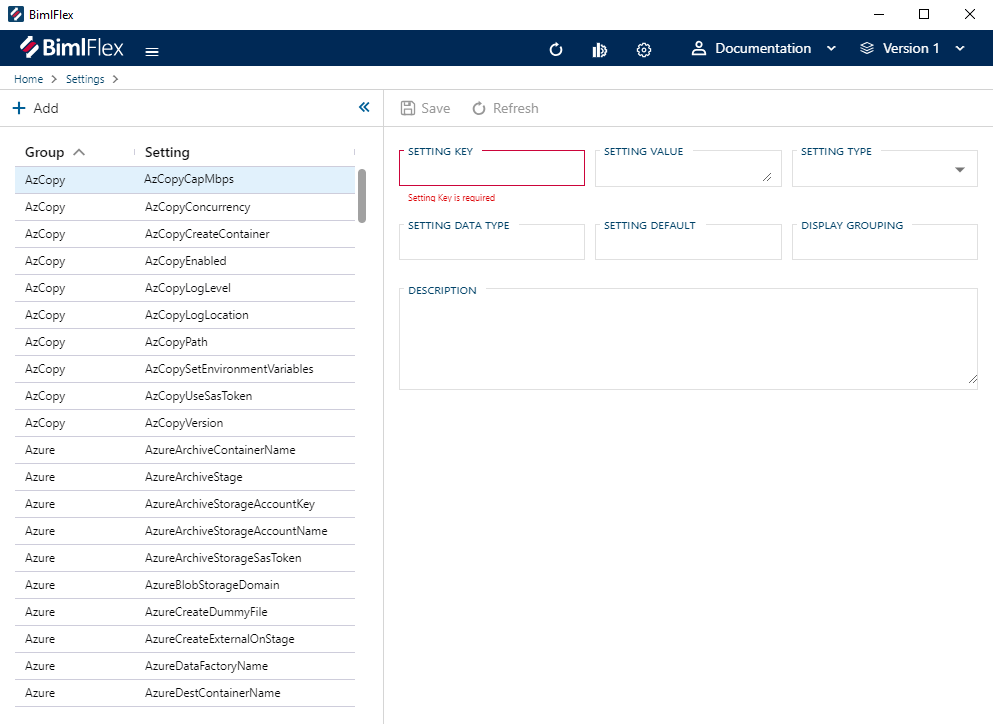 BimlFlex
BimlFlex
Documentation
Version 1
Home
Settings
Add
Save
Refresh
Group
Setting
AzCopy AzCopyCapMbps
AzCopy AzCopyConcurrency
AzCopy AzCopyCreateContainer
AzCopy AzCopyEnabled
AzCopy AzCopyLogLevel
AzCopy AzCopyLogLocation
AzCopy AzCopyPath
AzCopy AzCopySetEnvironmentVariables
AzCopy AzCopyUseSasToken
AzCopy AzCopyVersion
Azure AzureArchiveContainerName
Azure AzureArchiveStage
Azure AzureArchiveStorageAccountKey
Azure AzureArchiveStorageAccountName
Azure AzureArchiveStorageSasToken
Azure AzureBlobStorageDomain
Azure AzureCreateDummyFile
Azure AzureCreateExternalOnStage
Azure AzureDataFactoryName
Azure AzureDestContainerName
SETTING KEY
SETTING VALUE
SETTING TYPE
Setting Key is required
SETTING DATA TYPE
SETTING DEFAULT
DISPLAY GROUPING
DESCRIPTION